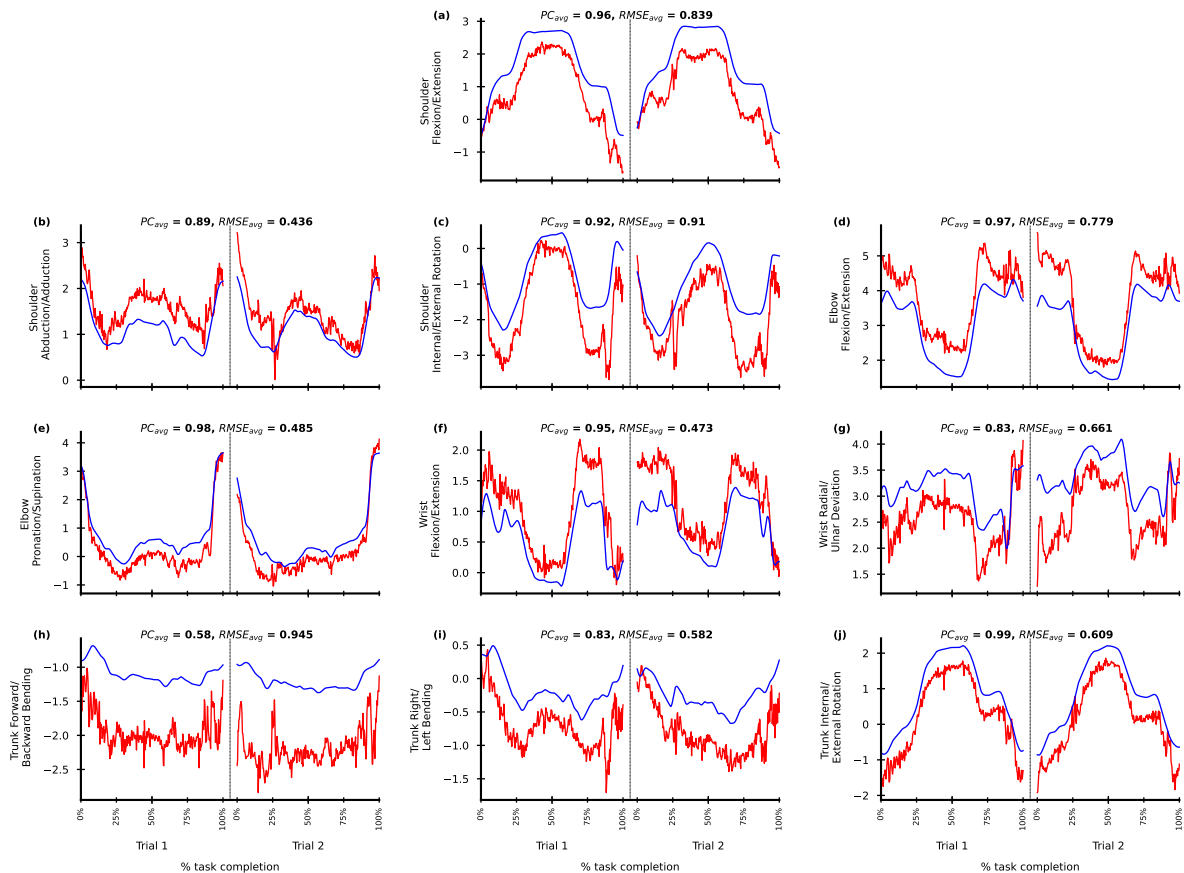 (a) PCavg = 0.96, RMSEavg = 0.839
Shoulder
Flexion/Extension
3
2
1
0
−1
(b) PCavg = 0.89, RMSEavg = 0.436
Shoulder
Abduction/Adduction
3
2
1
0
(c) PCavg = 0.92, RMSEavg = 0.91
Shoulder
Internal/External Rotation
0
−1
−2
−3
(d) PCavg = 0.97, RMSEavg = 0.779
Elbow
Flexion/Extension
5
4
3
2
(e) PCavg = 0.98, RMSEavg = 0.485
Elbow
Pronation/Supination
4
3
2
1
0
−1
(f) PCavg = 0.95, RMSEavg = 0.473
Wrist
Flexion/Extension
2.0
1.5
1.0
0.5
0.0
(g) PCavg = 0.83, RMSEavg = 0.661
Wrist Radial/
Ulnar Deviation
4.0
3.5
3.0
2.5
2.0
1.5
(h) PCavg = 0.58, RMSEavg = 0.945
Trunk Forward/
Backward Bending
−1.0
−1.5
−2.0
−2.5
0% 25% 50% 75% 100% 0% 25% 50% 75% 100%
Trial 1 Trial 2
% task completion
(i) PCavg = 0.83, RMSEavg = 0.582
Trunk Right/
Left Bending
0.5
0.0
−0.5
−1.0
−1.5
0% 25% 50% 75% 100% 0% 25% 50% 75% 100%
Trial 1 Trial 2
% task completion
(j) PCavg = 0.99, RMSEavg = 0.609
Trunk Internal/
External Rotation
2
1
0
−1
−2
0% 25% 50% 75% 100% 0% 25% 50% 75% 100%
Trial 1 Trial 2
% task completion